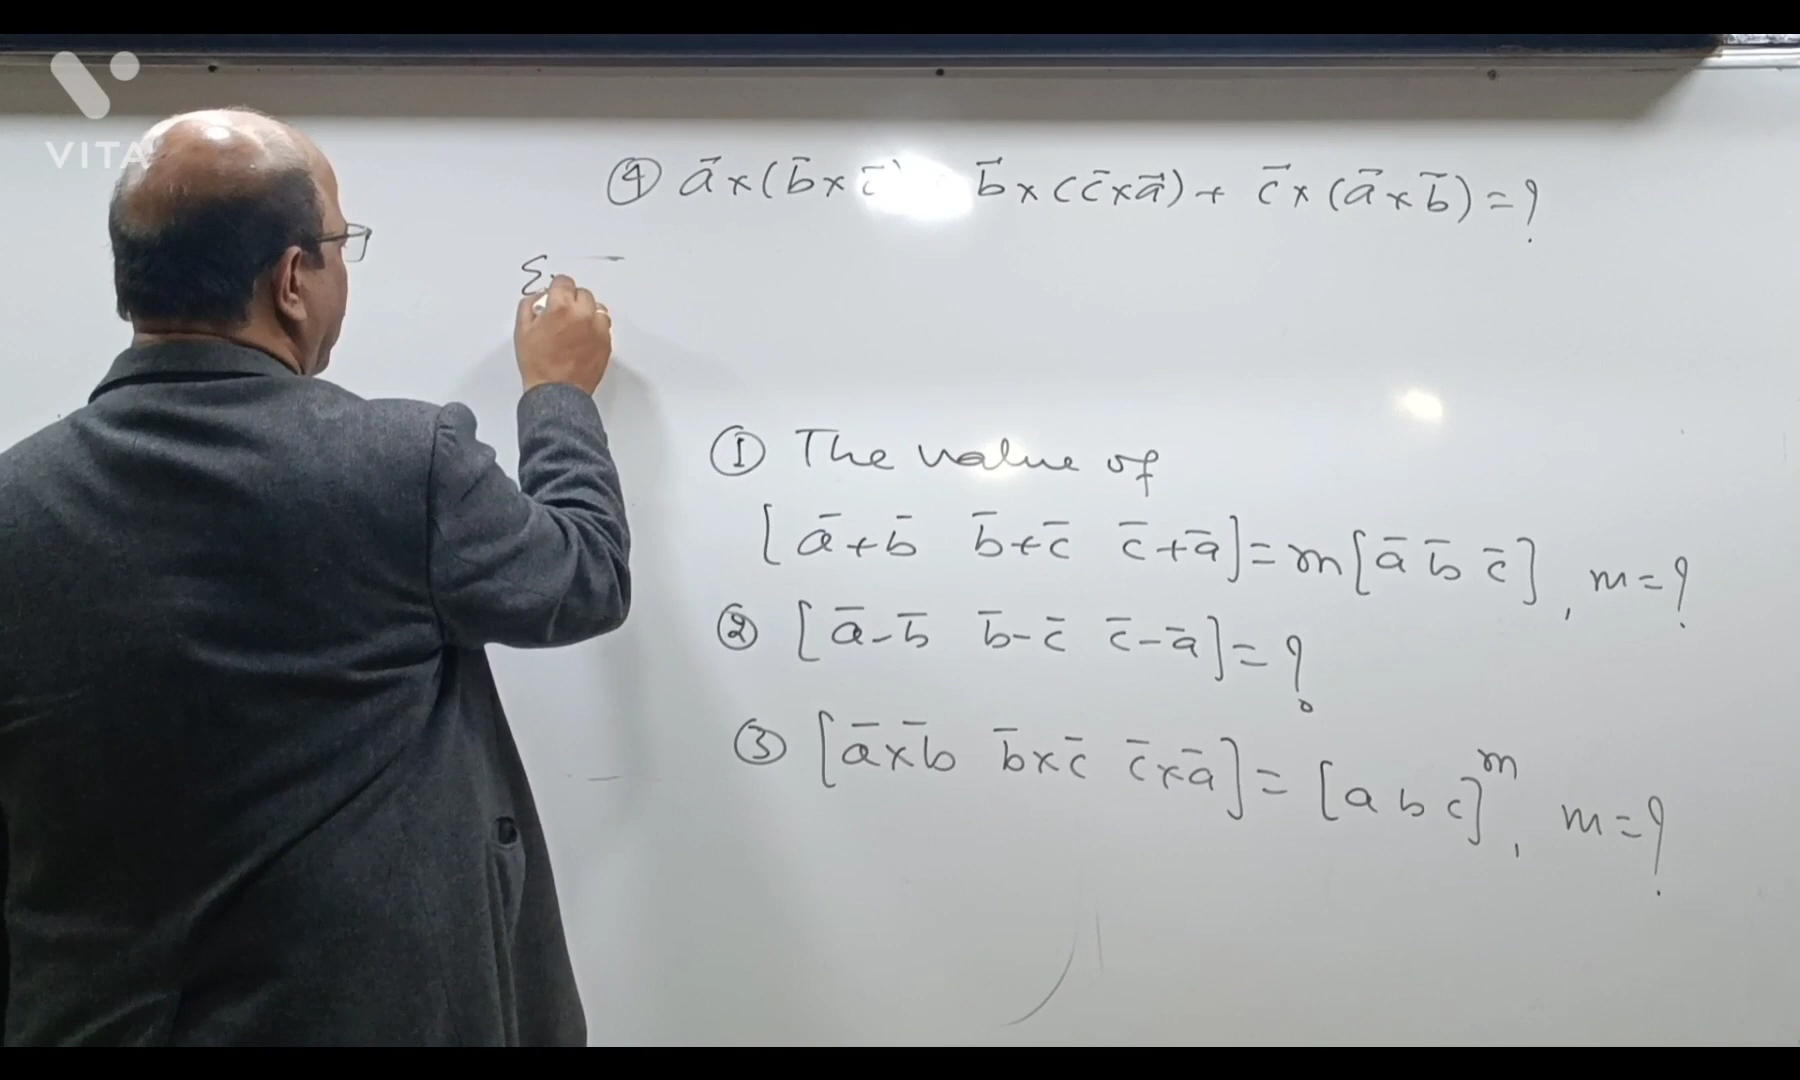 VITA
④ a⃗ × (b̄ × c̄ b⃗ × (c̄ × a⃗) + c̄ × (a⃗ × b̄) = ?
Σ
① The value of
[ā+b̄ b̄+c̄ c̄+ā] = m[ā b̄ c̄], m = ?
② [ā-b̄ b̄-c̄ c̄-ā] = ?
③ [ā×b̄ b̄×c̄ c̄×ā] = [a b c]^m, m = ?